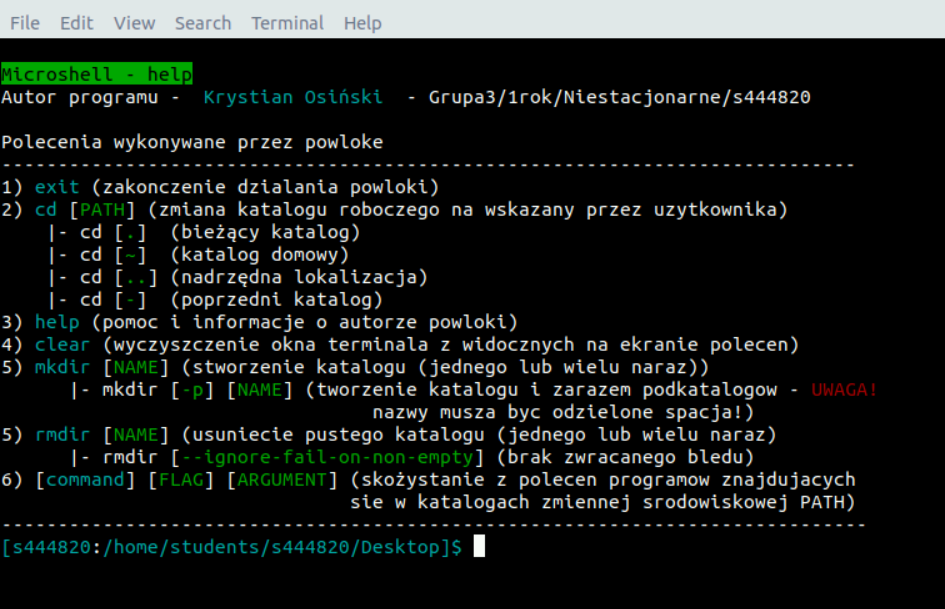 File Edit View Search Terminal Help
Microshell - help
Autor programu - Krystian Osiński - Grupa3/1rok/Niestacjonarne/s444820
Polecenia wykonywane przez powloke
----------------------------------------------------------------------------
1) exit (zakonczenie dzialania powloki)
2) cd [PATH] (zmiana katalogu roboczego na wskazany przez uzytkownika)
|- cd [.] (bieżący katalog)
|- cd [~] (katalog domowy)
|- cd [..] (nadrzędna lokalizacja)
|- cd [-] (poprzedni katalog)
3) help (pomoc i informacje o autorze powloki)
4) clear (wyczyszczenie okna terminala z widocznych na ekranie polecen)
5) mkdir [NAME] (stworzenie katalogu (jednego lub wielu naraz))
|- mkdir [-p] [NAME] (tworzenie katalogu i zarazem podkatalogow - UWAGA!
nazwy musza byc odzielone spacja!)
5) rmdir [NAME] (usuniecie pustego katalogu (jednego lub wielu naraz)
|- rmdir [--ignore-fail-on-non-empty] (brak zwracanego bledu)
6) [command] [FLAG] [ARGUMENT] (skożystanie z polecen programow znajdujacych
sie w katalogach zmiennej srodowiskowej PATH)
-----------------------------------------------------------------------------
[s444820:/home/students/s444820/Desktop]$